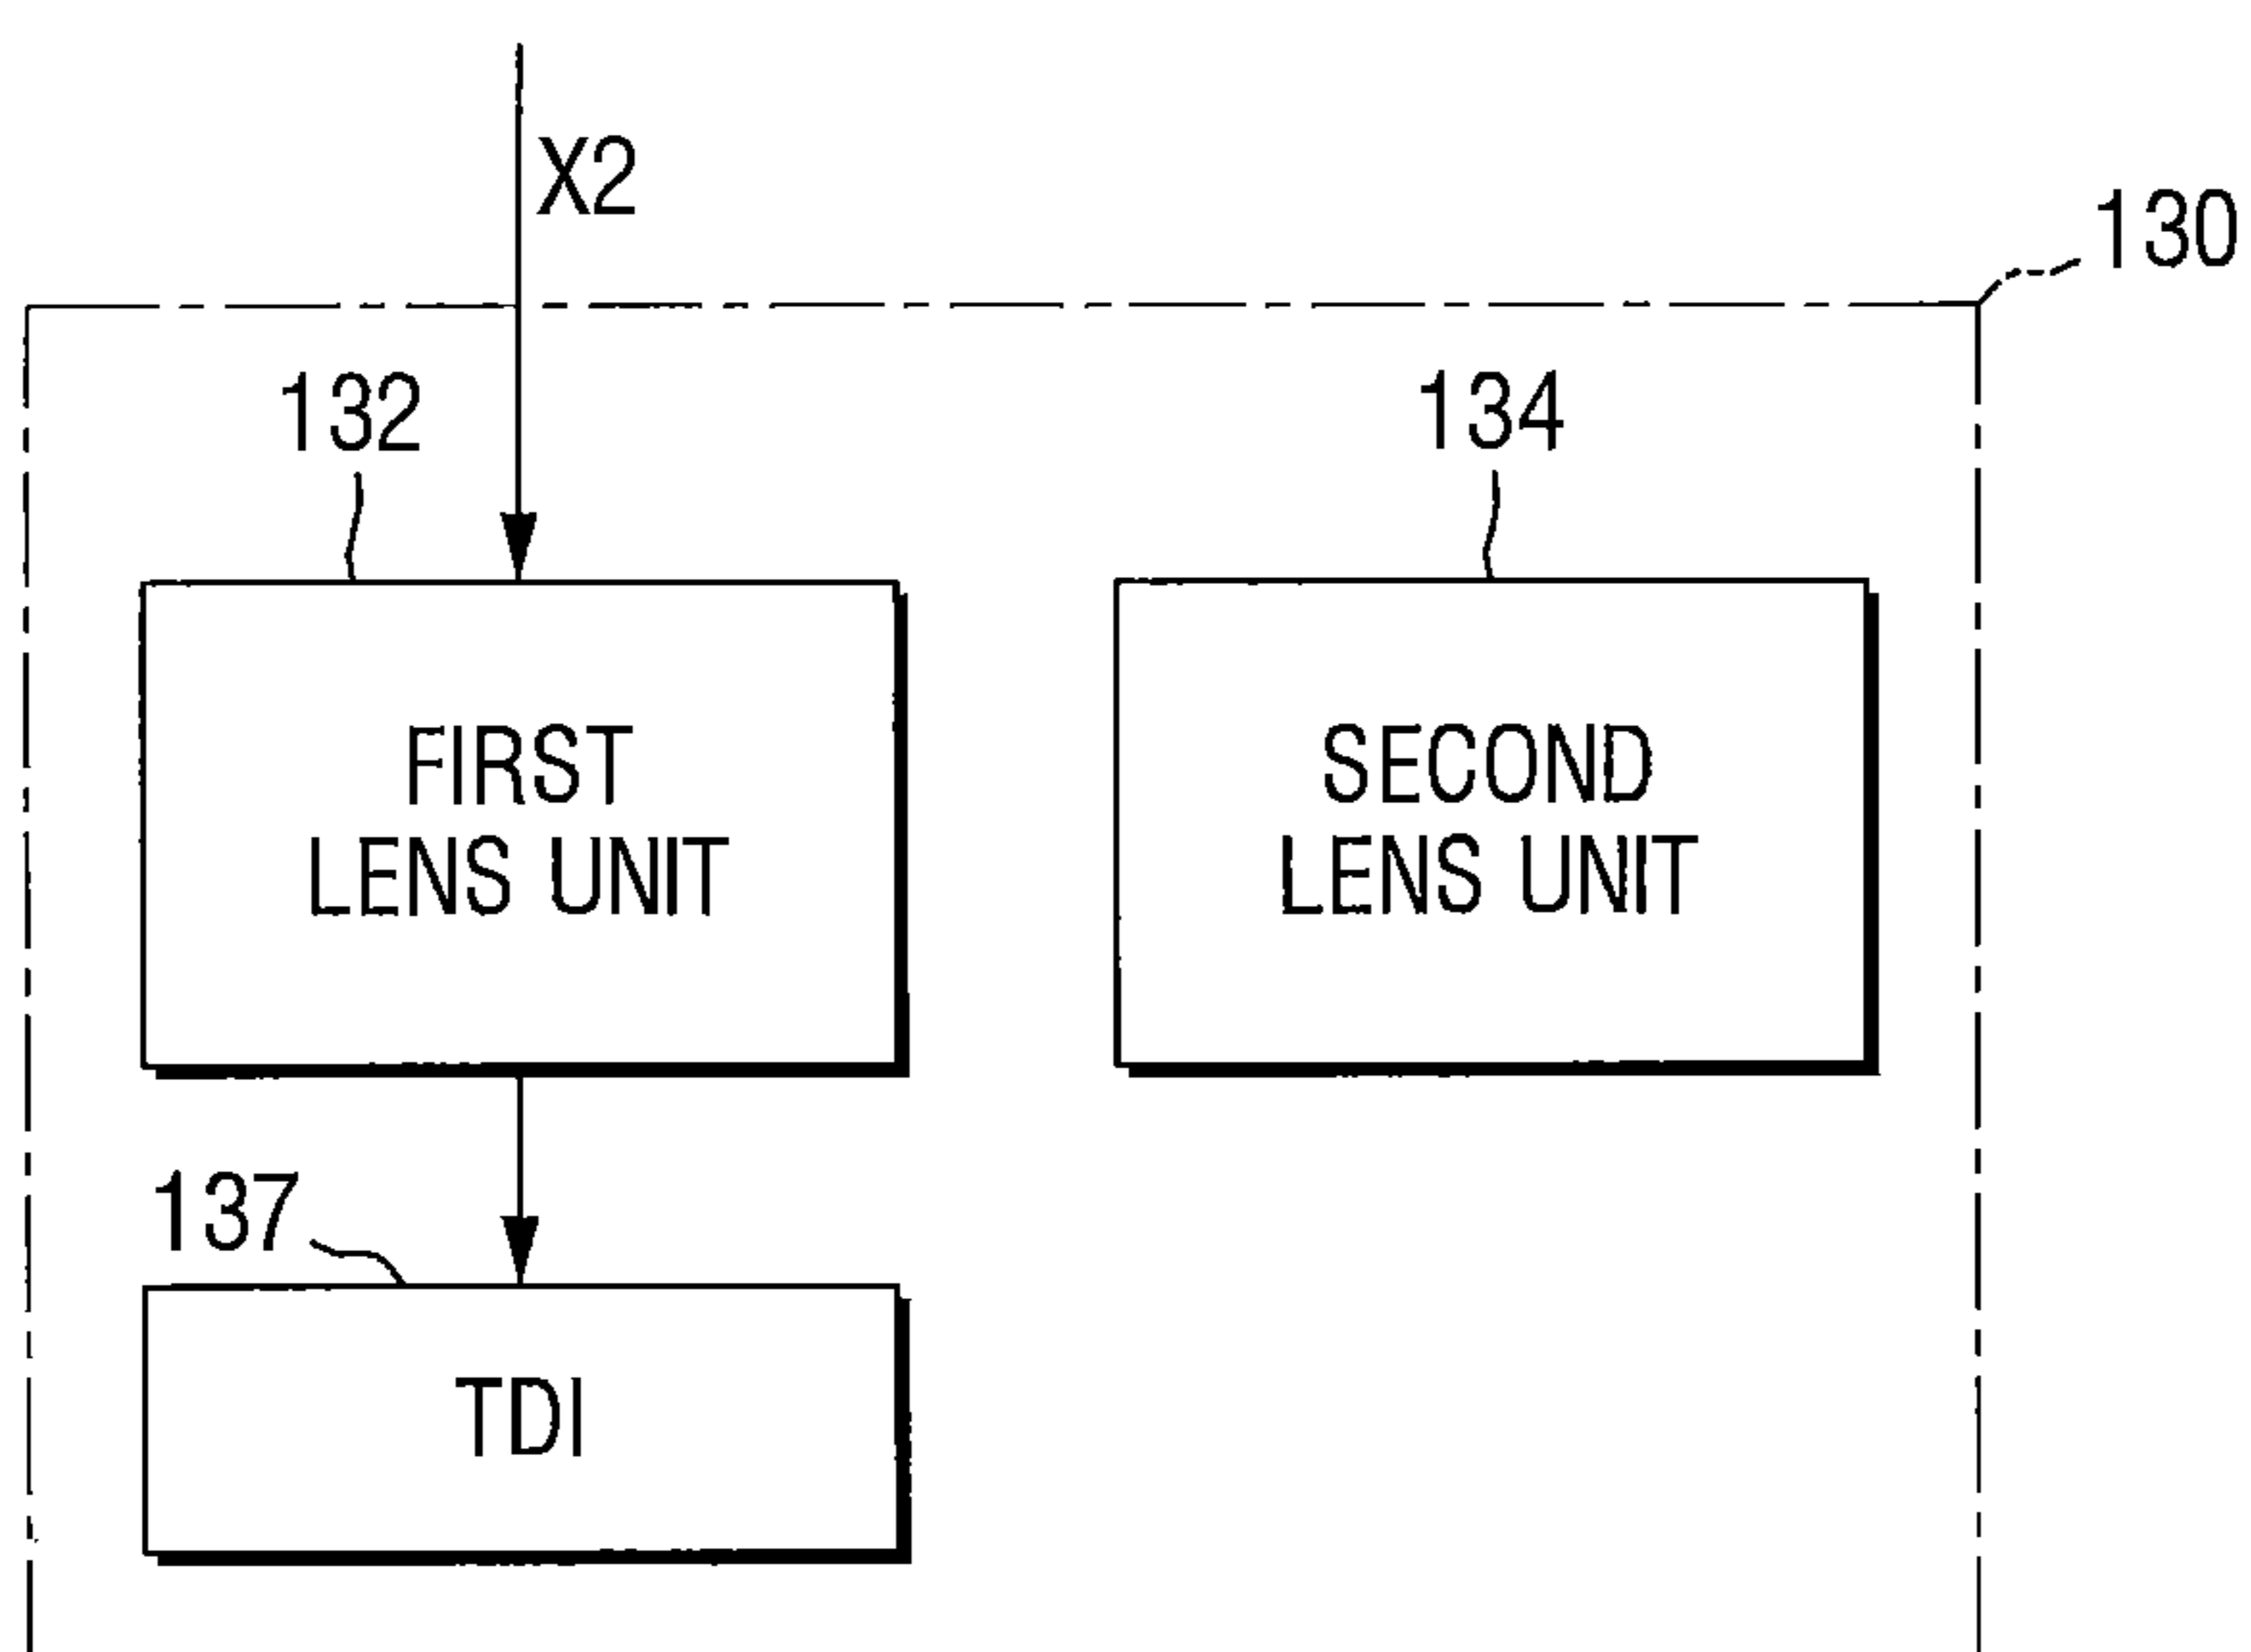 X2
130
132
134
FIRST
LENS UNIT
SECOND
LENS UNIT
137
TDI